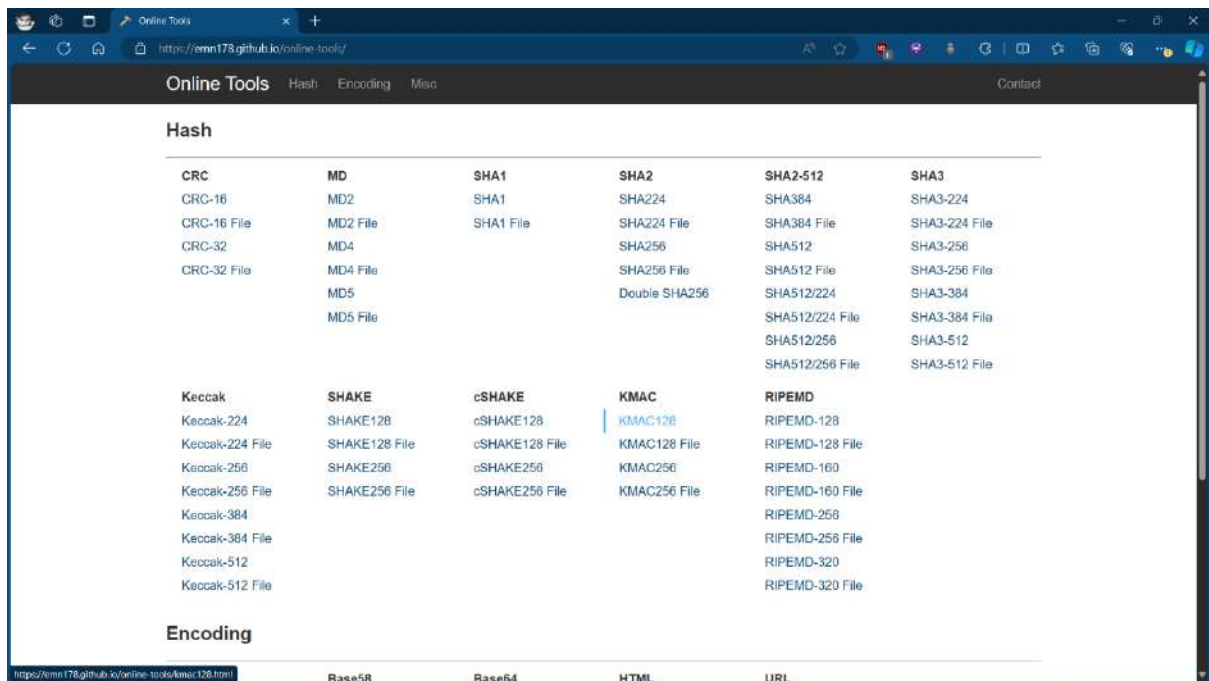 Online Tools
https://emn178.github.io/online-tools/
Online Tools Hash Encoding Misc Contact
Hash
CRC MD SHA1 SHA2 SHA2-512 SHA3
CRC-16 MD2 SHA1 SHA224 SHA384 SHA3-224
CRC-16 File MD2 File SHA1 File SHA224 File SHA384 File SHA3-224 File
CRC-32 MD4 SHA256 SHA512 SHA3-256
CRC-32 File MD4 File SHA256 File SHA512 File SHA3-256 File
MD5 Double SHA256 SHA512/224 SHA3-384
MD5 File SHA512/224 File SHA3-384 File
SHA512/256 SHA3-512
SHA512/256 File SHA3-512 File
Keccak SHAKE cSHAKE KMAC RIPEMD
Keccak-224 SHAKE128 cSHAKE128 KMAC128 RIPEMD-128
Keccak-224 File SHAKE128 File cSHAKE128 File KMAC128 File RIPEMD-128 File
Keccak-256 SHAKE256 cSHAKE256 KMAC256 RIPEMD-160
Keccak-256 File SHAKE256 File cSHAKE256 File KMAC256 File RIPEMD-160 File
Keccak-384 RIPEMD-256
Keccak-384 File RIPEMD-256 File
Keccak-512 RIPEMD-320
Keccak-512 File RIPEMD-320 File
Encoding
https://emn178.github.io/online-tools/kmac128.html
Base58 Base64 HTML URL